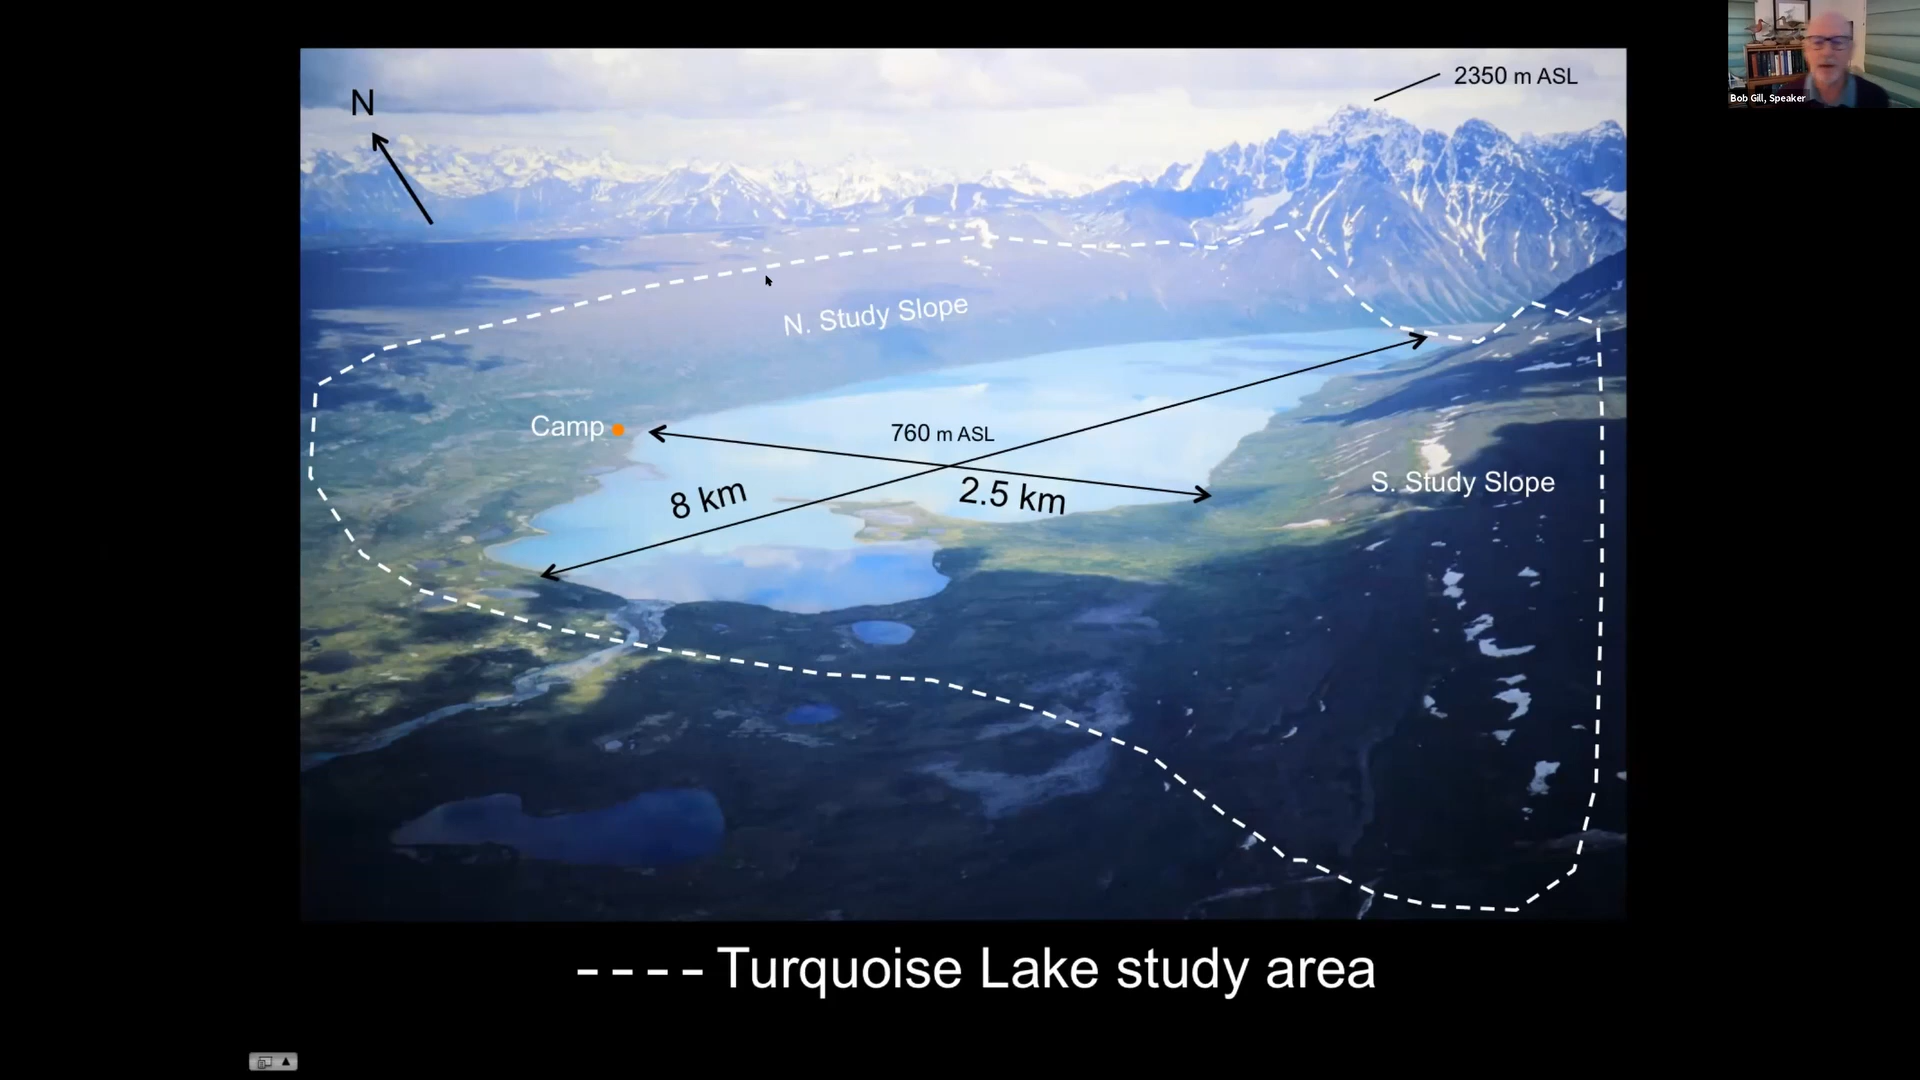 N
2350 m ASL
Bob Gill, Speaker
N. Study Slope
Camp
760 m ASL
8 km
2.5 km
S. Study Slope
---- Turquoise Lake study area